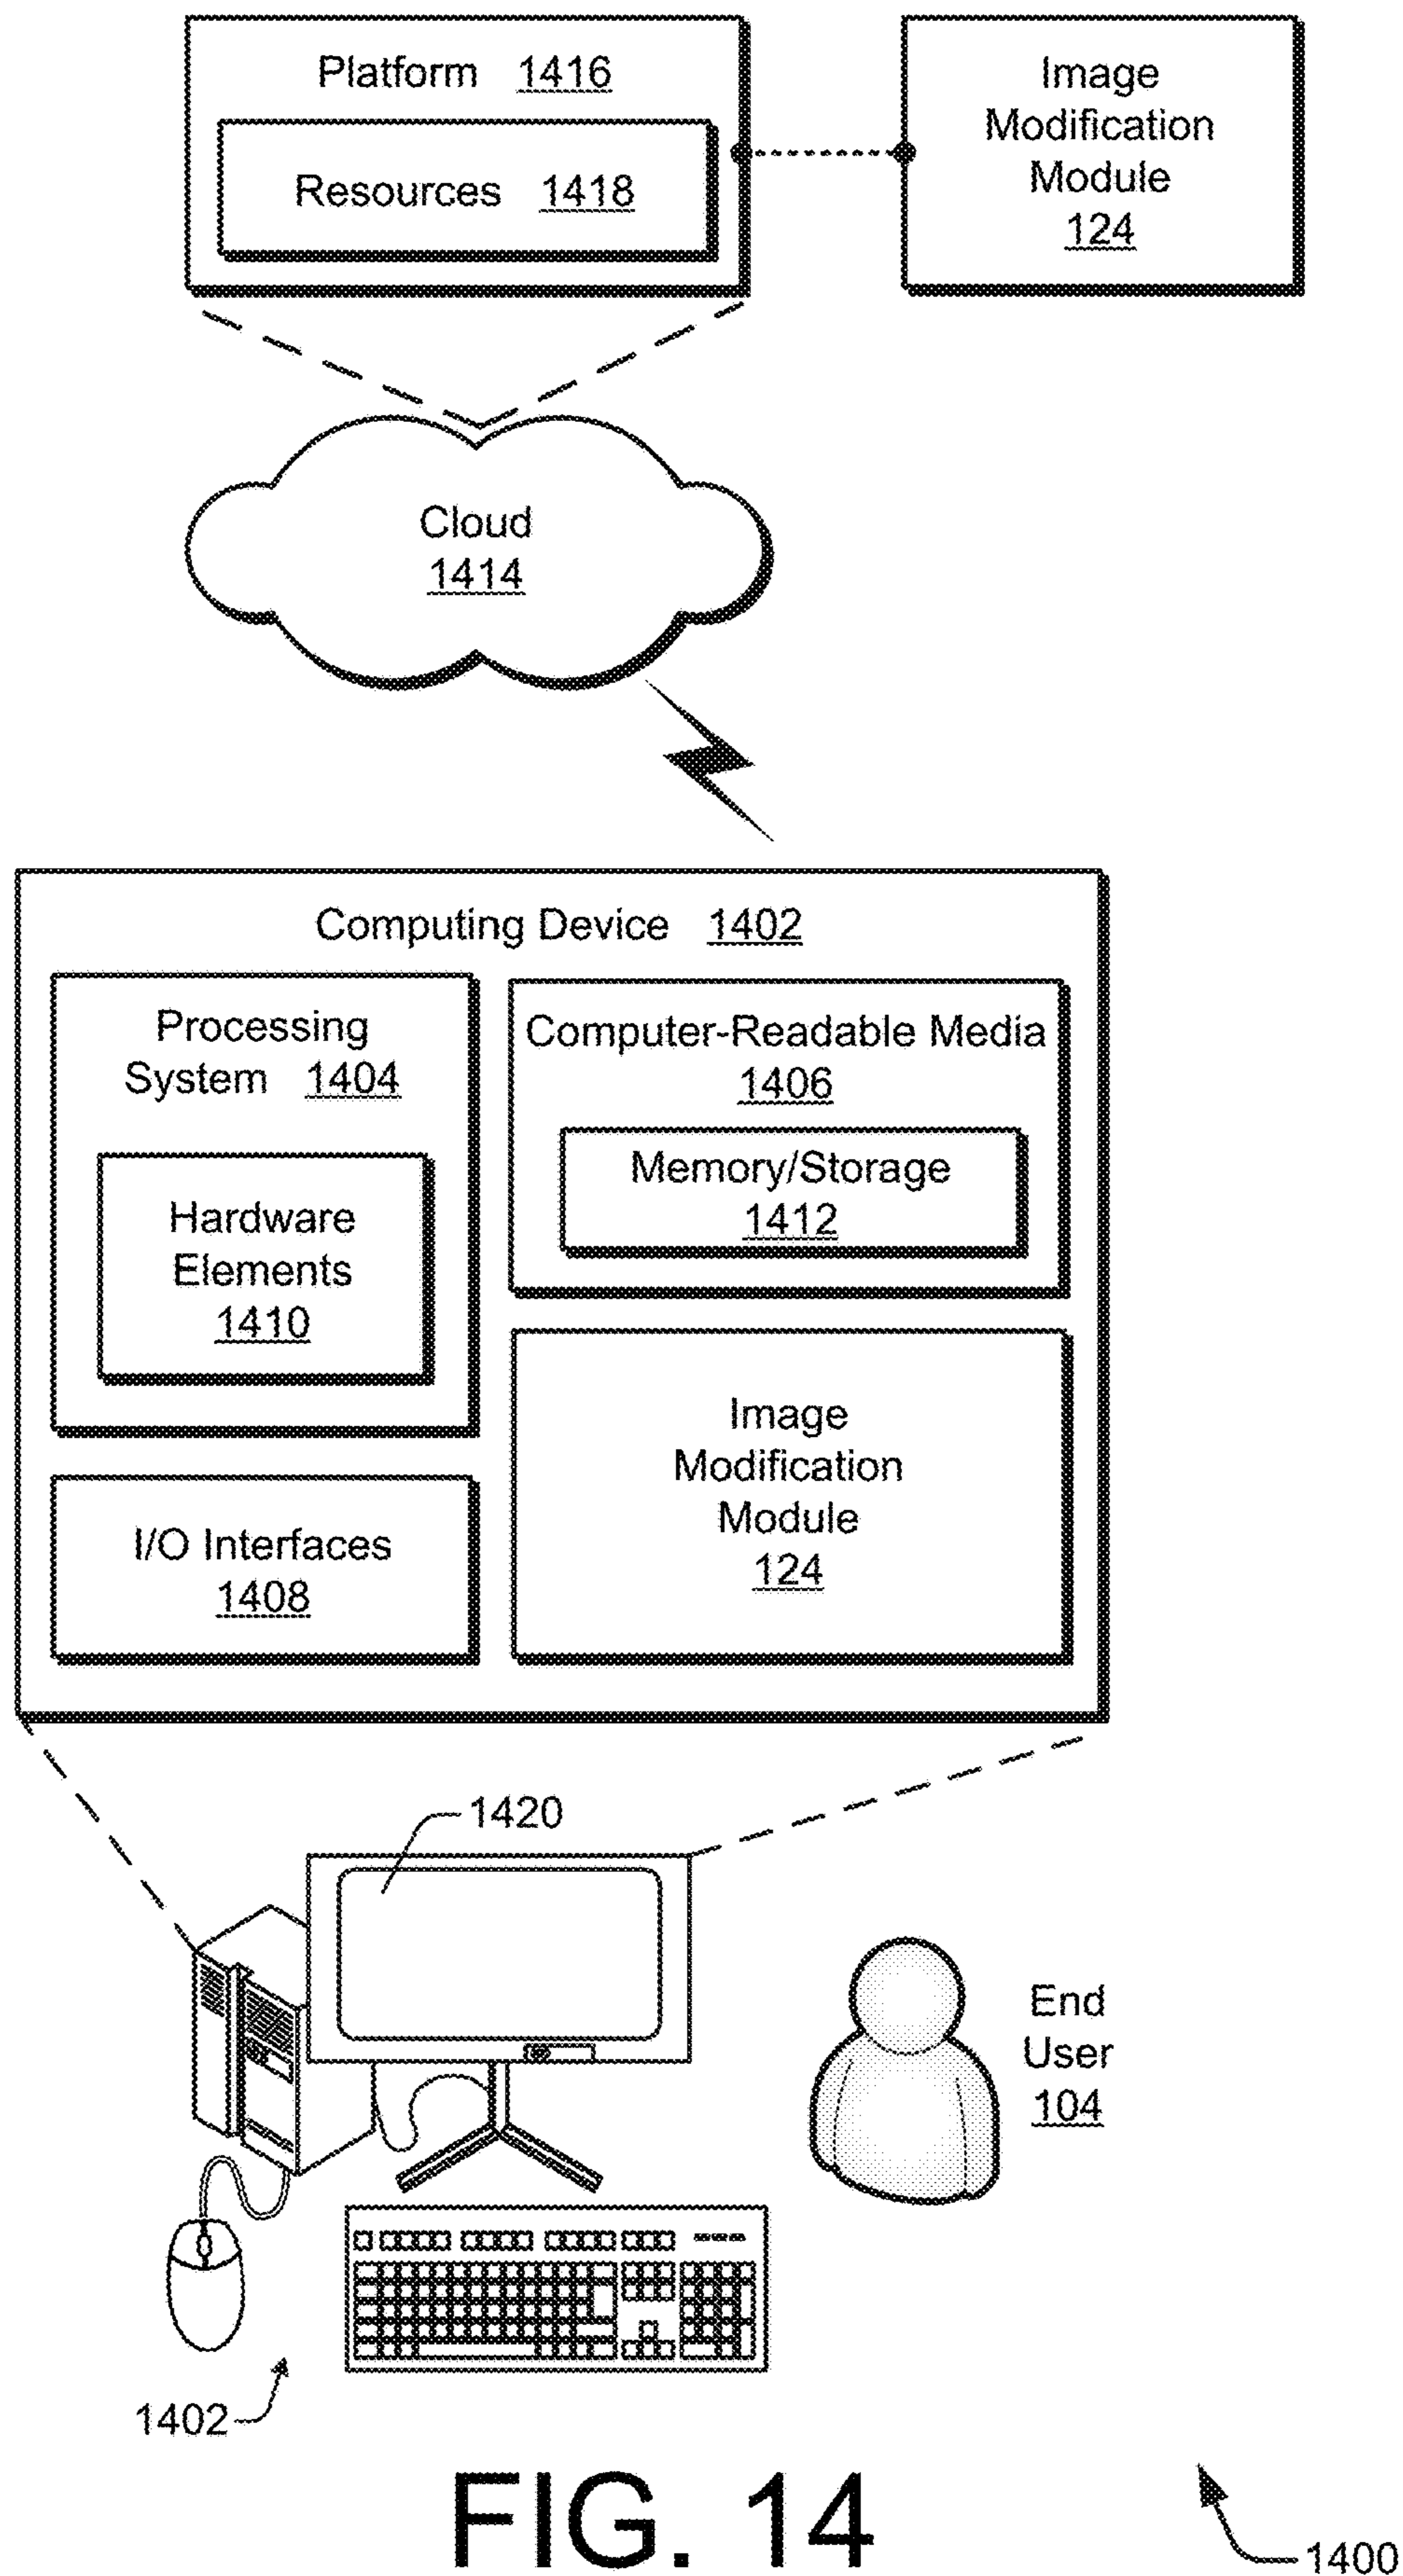 Platform 1416
Resources 1418
Image
Modification
Module
124
Cloud
1414
Computing Device 1402
Processing
System 1404
Hardware
Elements
1410
Computer-Readable Media
1406
Memory/Storage
1412
I/O Interfaces
1408
Image
Modification
Module
124
1420
End
User
104
1402
FIG. 14
1400